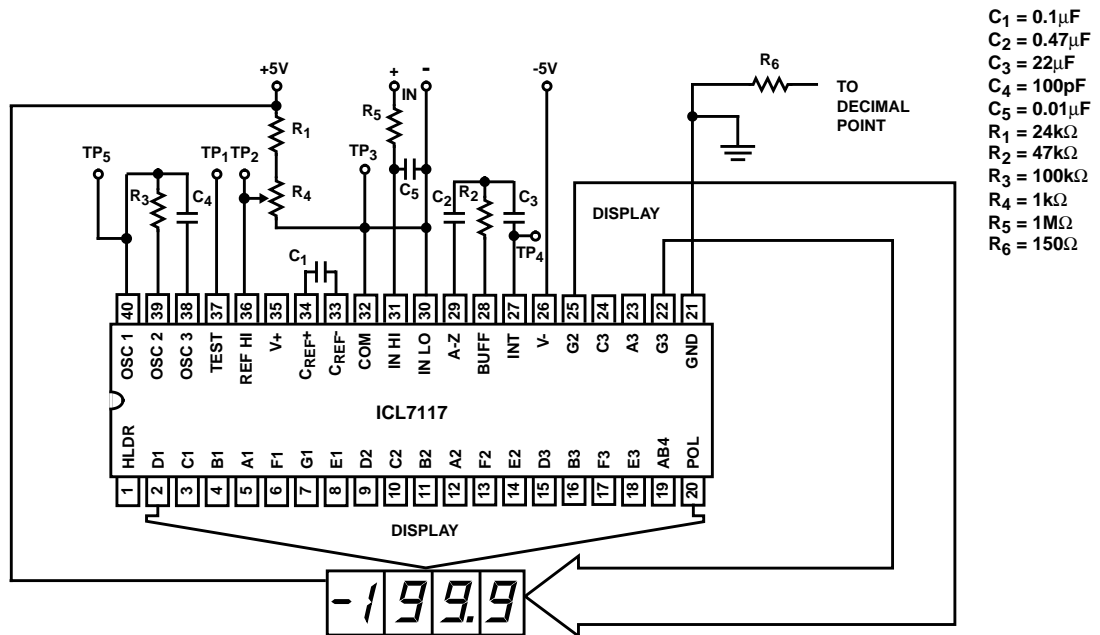 C1 = 0.1μF
C2 = 0.47μF
C3 = 22μF
C4 = 100pF
C5 = 0.01μF
R1 = 24kΩ
R2 = 47kΩ
R3 = 100kΩ
R4 = 1kΩ
R5 = 1MΩ
R6 = 150Ω
+5V
+ IN -
-5V
R6
TO
DECIMAL
POINT
R1
R5
TP5
TP1
TP2
TP3
R3
C4
R4
C5
C2
R2
C3
TP4
C1
DISPLAY
40 39 38 37 36 35 34 33 32 31 30 29 28 27 26 25 24 23 22 21
OSC 1
OSC 2
OSC 3
TEST
REF HI
V+
CREF+
CREF-
COM
IN HI
IN LO
A-Z
BUFF
INT
V-
G2
C3
A3
G3
GND
ICL7117
HLDR
D1
C1
B1
A1
F1
G1
E1
D2
C2
B2
A2
F2
E2
D3
B3
F3
E3
AB4
POL
1 2 3 4 5 6 7 8 9 10 11 12 13 14 15 16 17 18 19 20
DISPLAY
-199.9